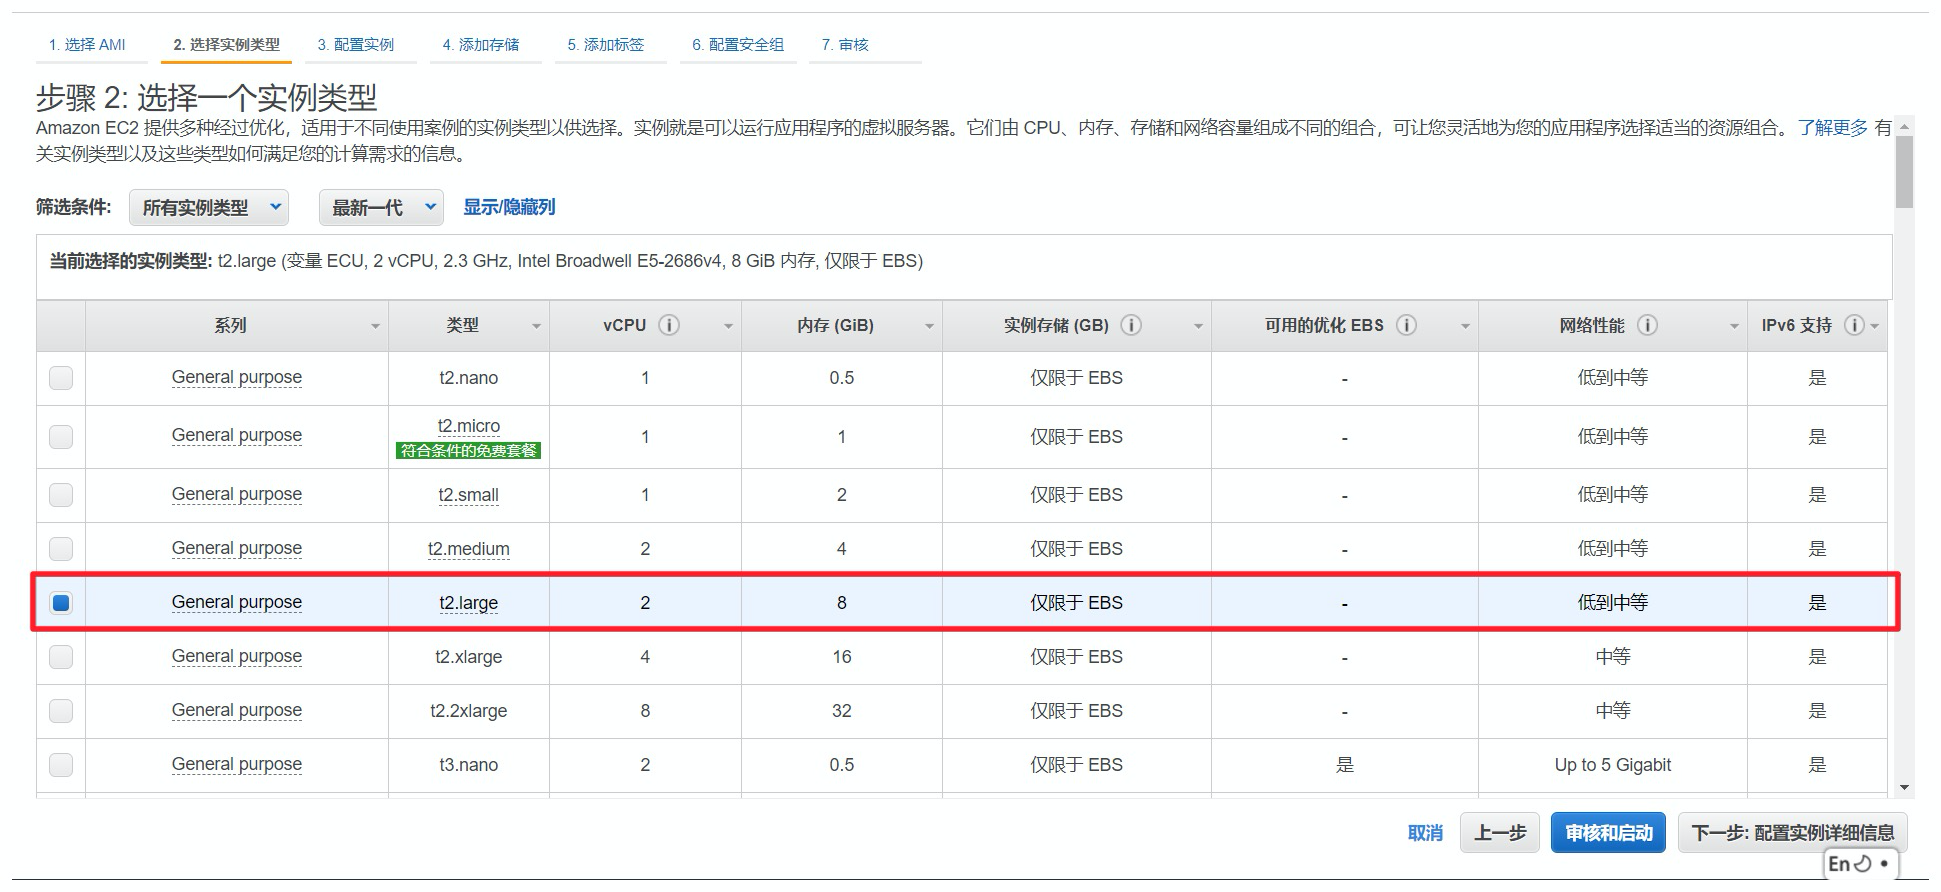 1. 选择 AMI 2. 选择实例类型 3. 配置实例 4. 添加存储 5. 添加标签 6. 配置安全组 7. 审核
步骤 2: 选择一个实例类型
Amazon EC2 提供多种经过优化，适用于不同使用案例的实例类型以供选择。实例就是可以运行应用程序的虚拟服务器。它们由 CPU、内存、存储和网络容量组成不同的组合，可让您灵活地为您的应用程序选择适当的资源组合。 了解更多 有
关实例类型以及这些类型如何满足您的计算需求的信息。
筛选条件: 所有实例类型 最新一代 显示/隐藏列
当前选择的实例类型: t2.large (变量 ECU, 2 vCPU, 2.3 GHz, Intel Broadwell E5-2686v4, 8 GiB 内存, 仅限于 EBS)
系列 类型 vCPU 内存 (GiB) 实例存储 (GB) 可用的优化 EBS 网络性能 IPv6 支持
General purpose t2.nano 1 0.5 仅限于 EBS - 低到中等 是
General purpose t2.micro 1 1 仅限于 EBS - 低到中等 是
符合条件的免费套餐
General purpose t2.small 1 2 仅限于 EBS - 低到中等 是
General purpose t2.medium 2 4 仅限于 EBS - 低到中等 是
General purpose t2.large 2 8 仅限于 EBS - 低到中等 是
General purpose t2.xlarge 4 16 仅限于 EBS - 中等 是
General purpose t2.2xlarge 8 32 仅限于 EBS - 中等 是
General purpose t3.nano 2 0.5 仅限于 EBS 是 Up to 5 Gigabit 是
取消 上一步 审核和启动 下一步: 配置实例详细信息
En